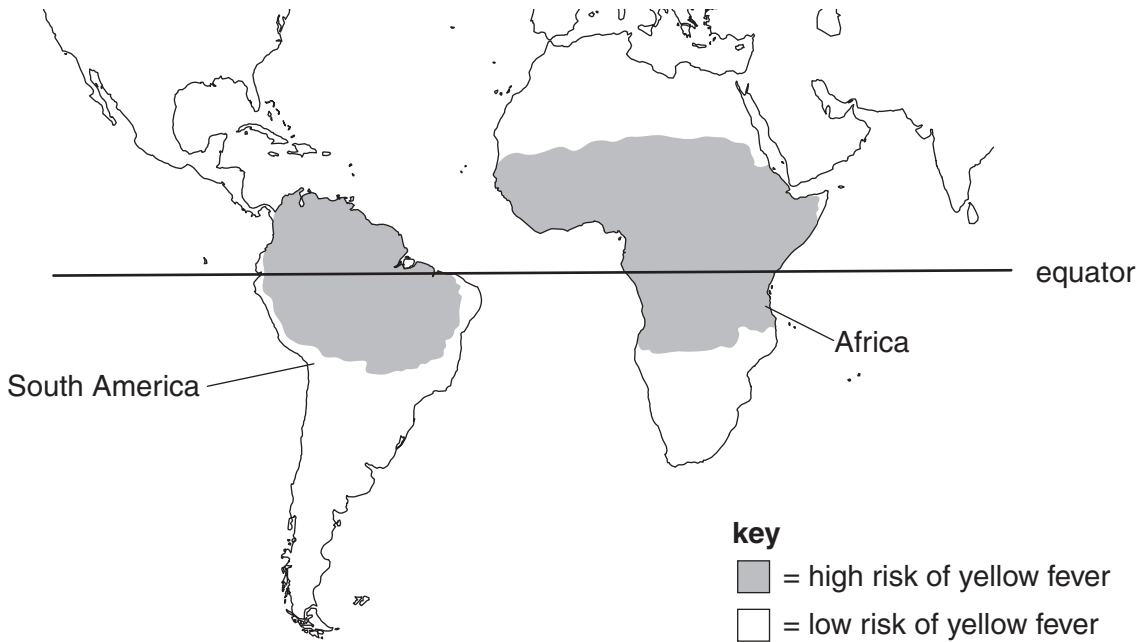 equator
Africa
South America
key
= high risk of yellow fever
= low risk of yellow fever